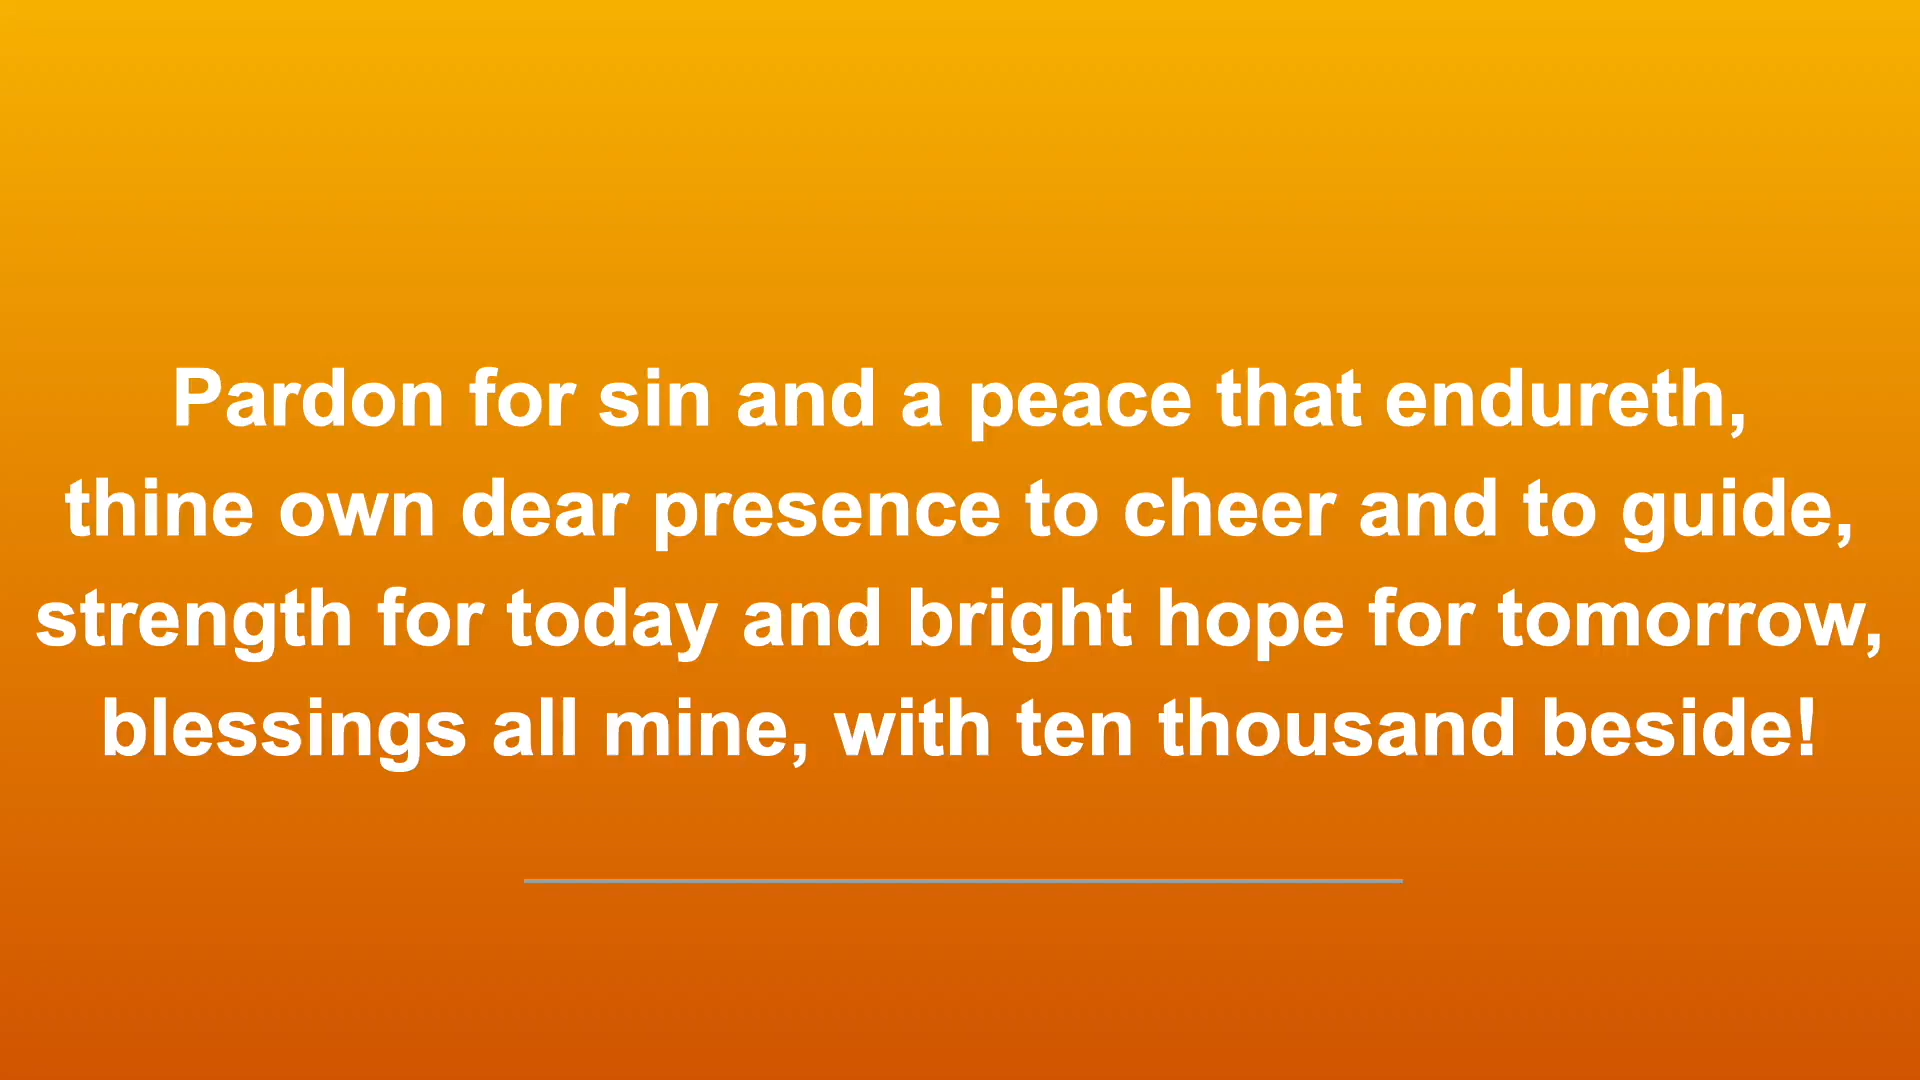 Pardon for sin and a peace that endureth,
thine own dear presence to cheer and to guide,
strength for today and bright hope for tomorrow,
blessings all mine, with ten thousand beside!